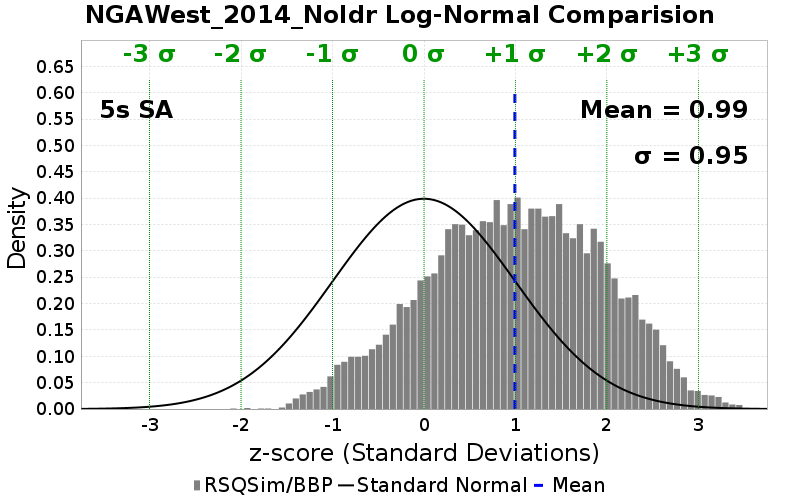 NGAWest_2014_NoIdr Log-Normal Comparision
-3 σ -2 σ -1 σ 0 σ +1 σ +2 σ +3 σ
5s SA
Mean = 0.99
σ = 0.95
Density
0.65
0.60
0.55
0.50
0.45
0.40
0.35
0.30
0.25
0.20
0.15
0.10
0.05
0.00
-3 -2 -1 0 1 2 3
z-score (Standard Deviations)
RSQSim/BBP Standard Normal Mean